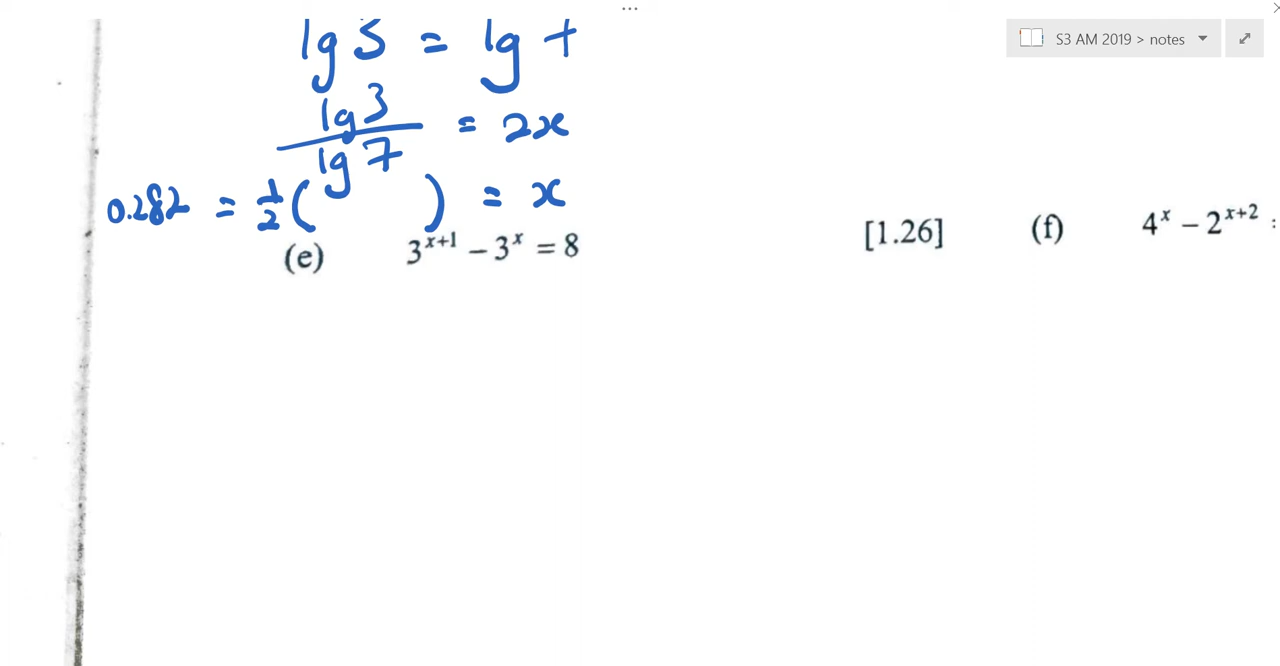 ...
S3 AM 2019 > notes
lg 3 = lg 7
lg 3 / lg 7 = 2x
0.282 = 1/2 ( ) = x
(e) 3^{x+1} − 3^x = 8 [1.26] (f) 4^x − 2^{x+2} =